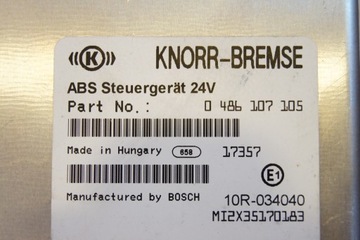 ((K)) KNORR-BREMSE
ABS Steuergerät 24V
Part No.: 0 486 107 105
Made in Hungary 658 17357
E1
Manufactured by BOSCH 10R-034040
MI2X35170183